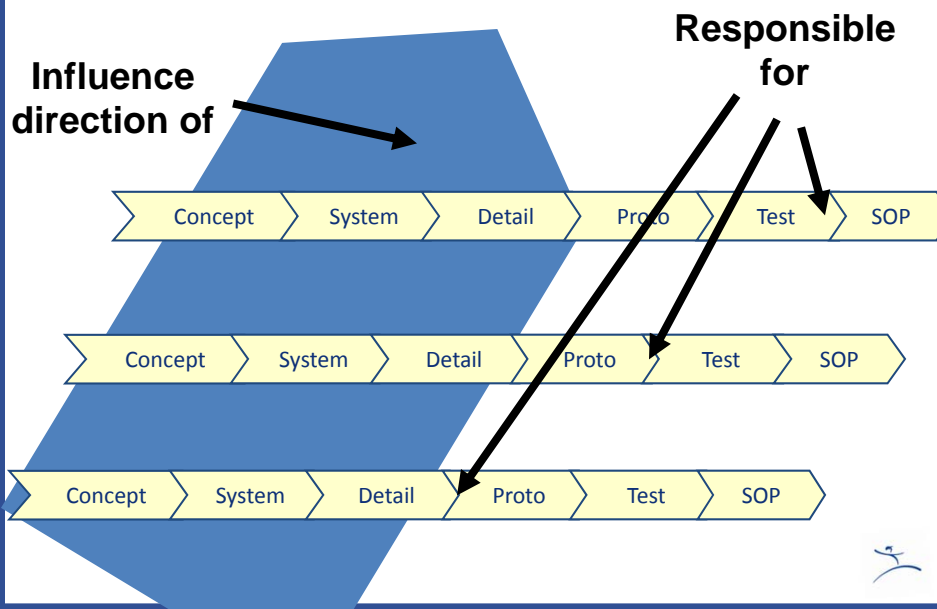 Responsible
for
Influence
direction of
Concept System Detail Proto Test SOP
Concept System Detail Proto Test SOP
Concept System Detail Proto Test SOP